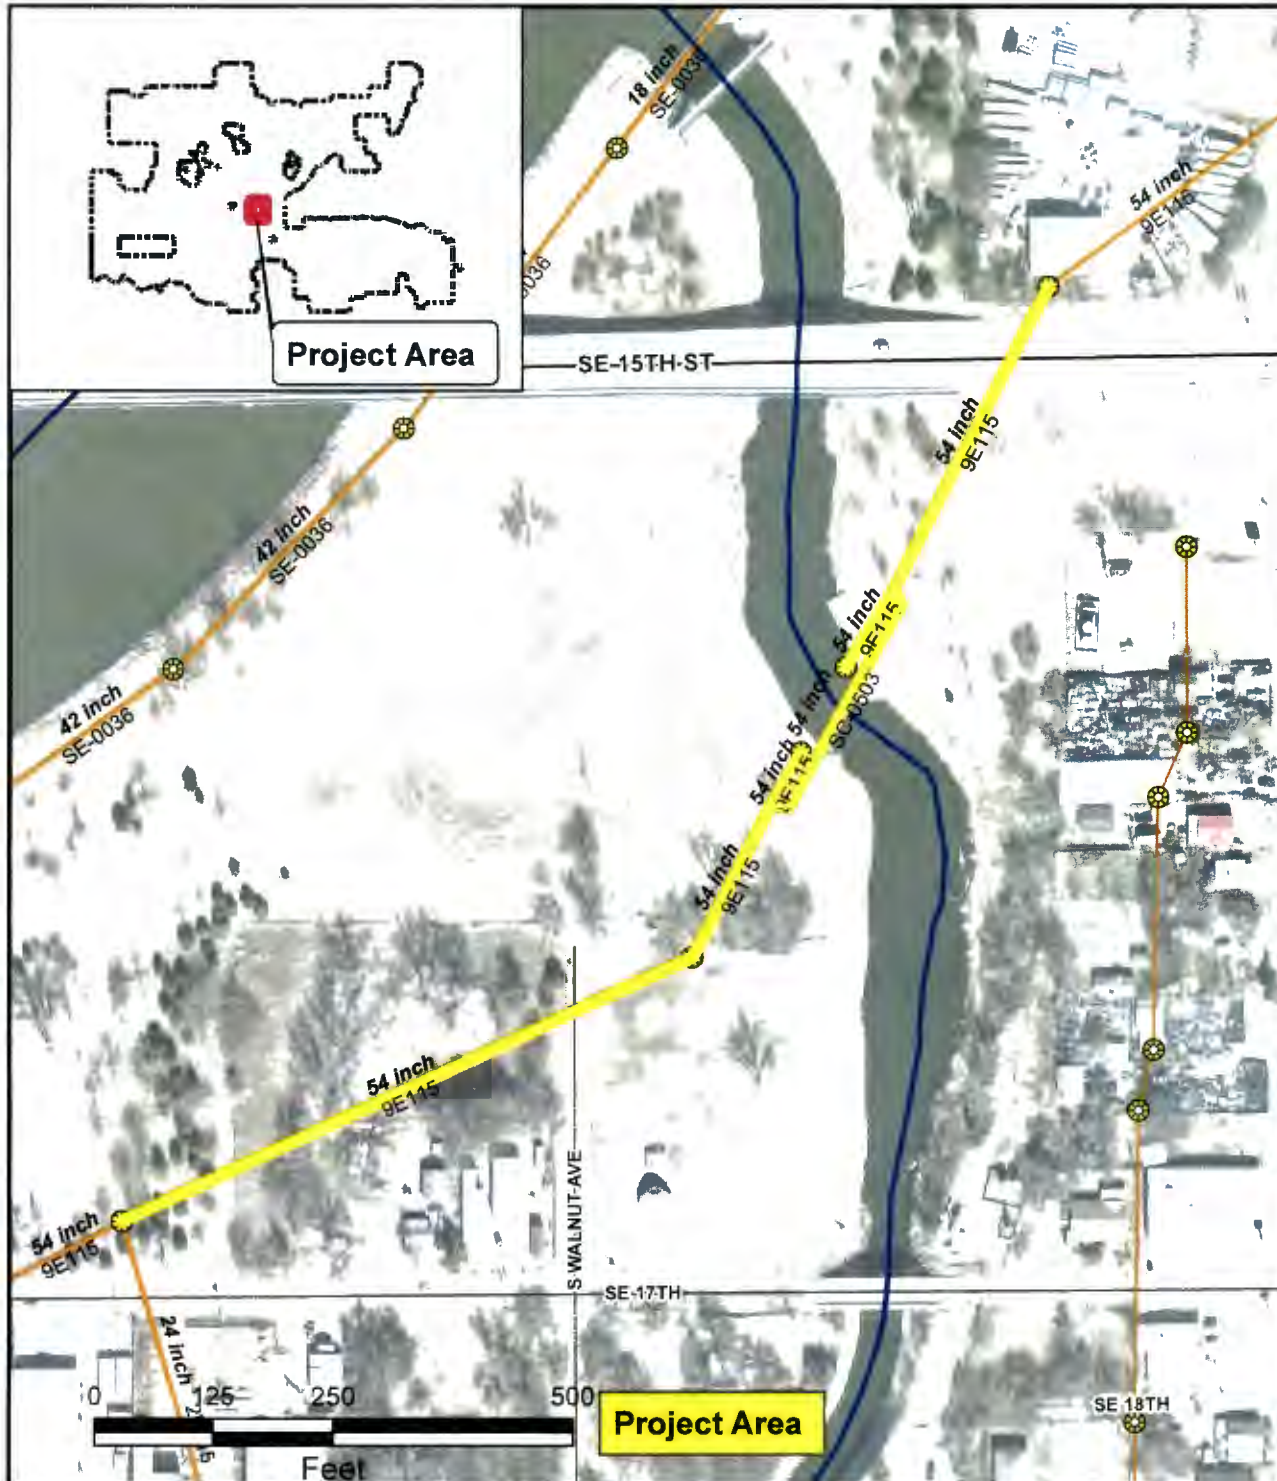 18 inch
SE-003
54 inch
9E115
Project Area
SE-15TH-ST
54 inch
9E115
42 inch
SE-0036
54 inch
9E115
42 inch
SE-0036
54 inch
SC-0503
54 inch
9E115
54 inch
9E115
54 inch
9E115
S-WALNUT-AVE
54 inch
9E115
SE-17TH
24 inch
0 125 250 500
Feet
Project Area
SE 18TH